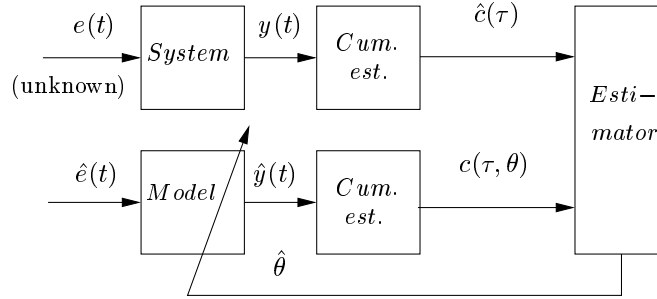 e(t)
(unknown)
System
y(t)
Cum.
est.
ĉ(τ)
Esti–
mator
ê(t)
Model
ŷ(t)
Cum.
est.
c(τ, θ)
θ̂